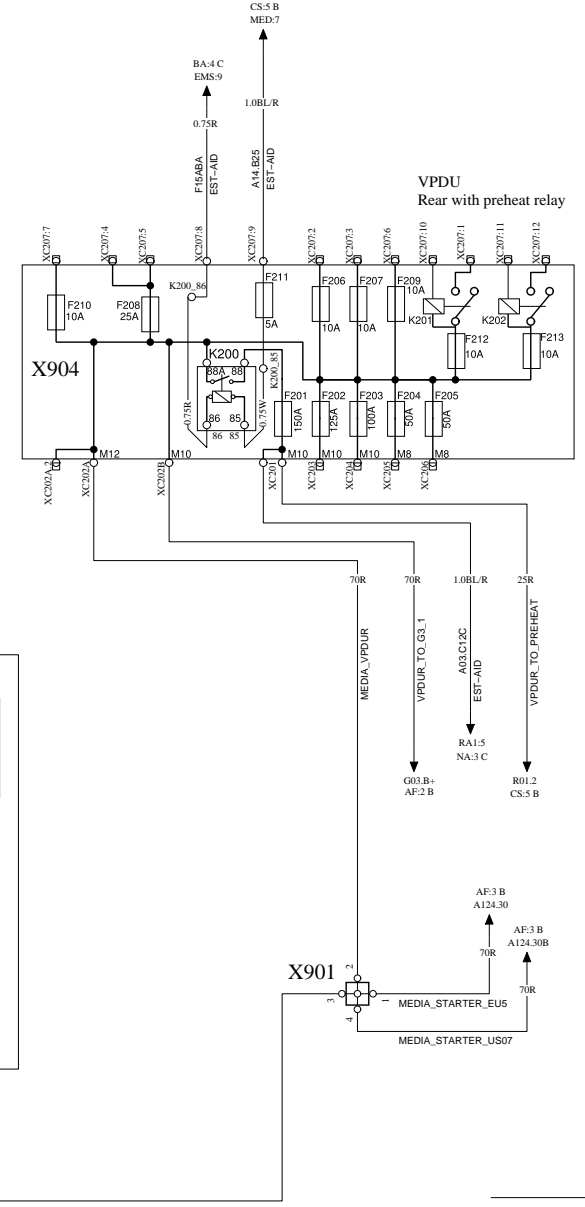 CS:5 B
MED:7
BA:4 C
EMS:9
1.0BL/R
0.75R
F15ABA
EST-AID
A14.B25
EST-AID
VPDU
Rear with preheat relay
XC207:7
XC207:4
XC207:5
XC207:8
XC207:9
XC207:2
XC207:3
XC207:6
XC207:10
XC207:1
XC207:11
XC207:12
F210
10A
F208
25A
K200_86
F211
5A
F206
10A
F207
10A
F209
10A
K201
K202
F212
10A
F213
10A
X904
K200
88A
88
86
85
86
85
0.75R
0.75W
K200_85
F201
150A
F202
125A
F203
100A
F204
50A
F205
50A
M12
M10
M10
M10
M10
M8
M8
XC202A_2
XC202A
XC202B
XC201
XC203
XC204
XC205
XC206
70R
70R
1.0BL/R
25R
MEDIA_VPDUR
VPDUR_TO_G3_1
A03.C12C
EST-AID
VPDUR_TO_PREHEAT
RA1:5
NA:3 C
G03.B+
AF:2 B
R01.2
CS:5 B
AF:3 B
A124.30
AF:3 B
A124.30B
70R
70R
X901
2
3
1
4
MEDIA_STARTER_EU5
MEDIA_STARTER_US07